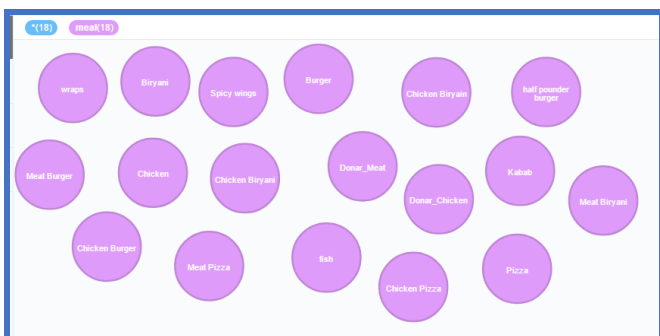 *(18) meal(18)
wraps
Biryani
Spicy wings
Burger
Chicken Biryain
half pounder
burger
Meat Burger
Chicken
Chicken Biryani
Donar_Meat
Donar_Chicken
Kabab
Meat Biryani
Chicken Burger
Meat Pizza
fish
Chicken Pizza
Pizza